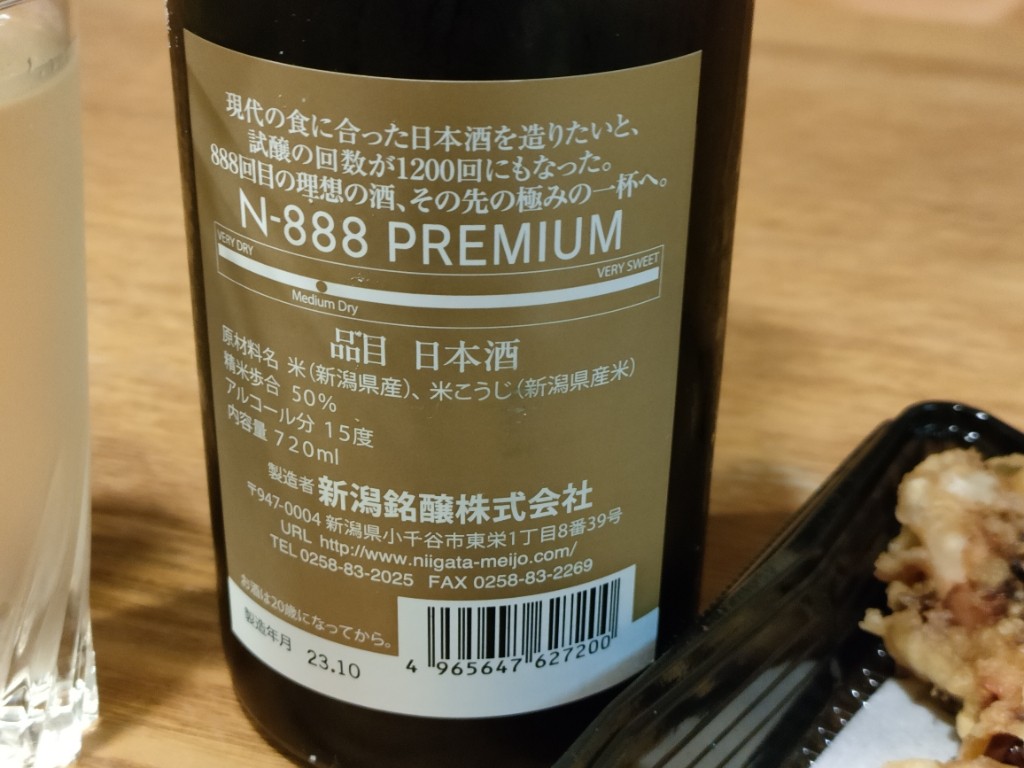 現代の食に合った日本酒を造りたいと、
試醸の回数が1200回にもなった。
888回目の理想の酒、その先の極みの一杯へ。
N-888 PREMIUM
VERY DRY
VERY SWEET
Medium Dry
品目 日本酒
原材料名 米(新潟県産)、米こうじ(新潟県産米)
精米歩合 50%
アルコール分 15度
内容量 720ml
製造者 新潟銘醸株式会社
〒947-0004 新潟県小千谷市東栄1丁目8番39号
URL http://www.niigata-meijo.com/
TEL 0258-83-2025 FAX 0258-83-2269
お酒は20歳になってから。
製造年月 23.10
4 965647 627200